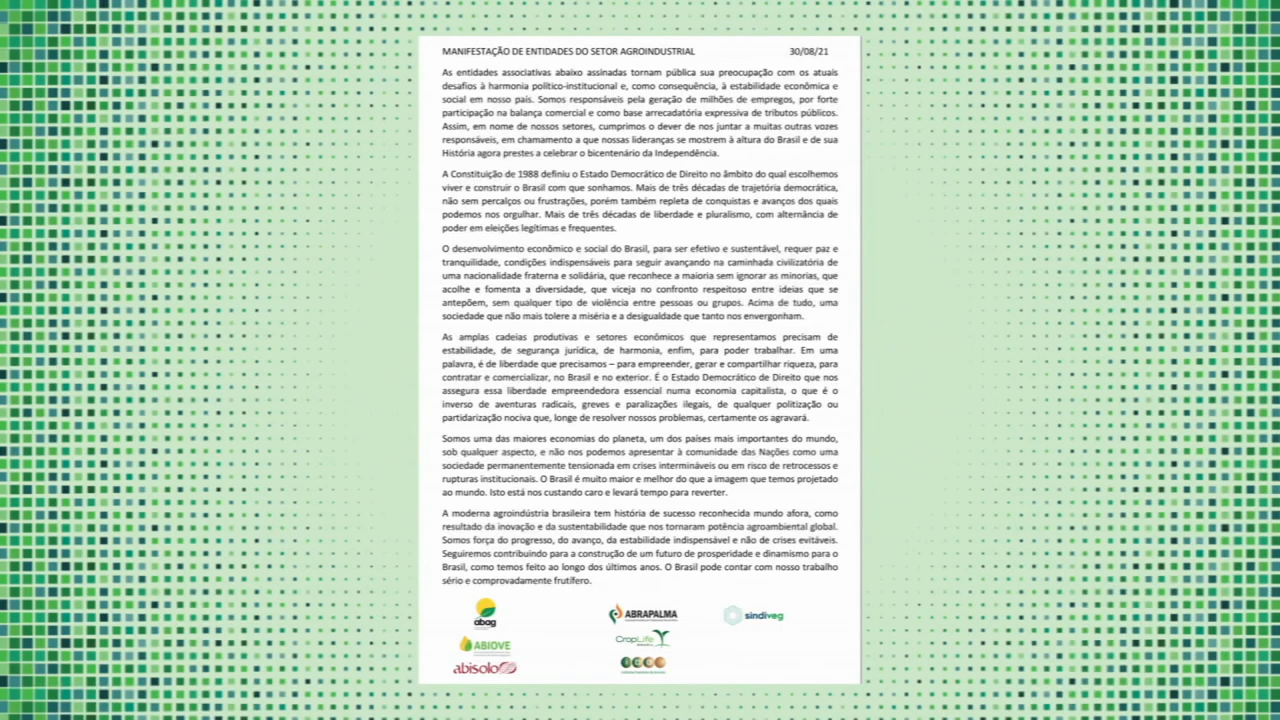 MANIFESTAÇÃO DE ENTIDADES DO SETOR AGROINDUSTRIAL 30/08/21
As entidades associativas abaixo assinadas tornam pública sua preocupação com os atuais
desafios à harmonia político-institucional e, como consequência, à estabilidade econômica e
social em nosso país. Somos responsáveis pela geração de milhões de empregos, por forte
participação na balança comercial e como base arrecadatória expressiva de tributos públicos.
Assim, em nome de nossos setores, cumprimos o dever de nos juntar a muitas outras vozes
responsáveis, em chamamento a que nossas lideranças se mostrem à altura do Brasil e de sua
História agora prestes a celebrar o bicentenário da Independência.
A Constituição de 1988 definiu o Estado Democrático de Direito no âmbito do qual escolhemos
viver e construir o Brasil com que sonhamos. Mais de três décadas de trajetória democrática,
não sem percalços ou frustrações, porém também repleta de conquistas e avanços dos quais
podemos nos orgulhar. Mais de três décadas de liberdade e pluralismo, com alternância de
poder em eleições legítimas e frequentes.
O desenvolvimento econômico e social do Brasil, para ser efetivo e sustentável, requer paz e
tranquilidade, condições indispensáveis para seguir avançando na caminhada civilizatória de
uma nacionalidade fraterna e solidária, que reconhece a maioria sem ignorar as minorias, que
acolhe e fomenta a diversidade, que viceja no confronto respeitoso entre ideias que se
antepõem, sem qualquer tipo de violência entre pessoas ou grupos. Acima de tudo, uma
sociedade que não mais tolere a miséria e a desigualdade que tanto nos envergonham.
As amplas cadeias produtivas e setores econômicos que representamos precisam de
estabilidade, de segurança jurídica, de harmonia, enfim, para poder trabalhar. Em uma
palavra, é de liberdade que precisamos – para empreender, gerar e compartilhar riqueza, para
contratar e comercializar, no Brasil e no exterior. É o Estado Democrático de Direito que nos
assegura essa liberdade empreendedora essencial numa economia capitalista, o que é o
inverso de aventuras radicais, greves e paralizações ilegais, de qualquer politização ou
partidarização nociva que, longe de resolver nossos problemas, certamente os agravará.
Somos uma das maiores economias do planeta, um dos países mais importantes do mundo,
sob qualquer aspecto, e não nos podemos apresentar à comunidade das Nações como uma
sociedade permanentemente tensionada em crises intermináveis ou em risco de retrocessos e
rupturas institucionais. O Brasil é muito maior e melhor do que a imagem que temos projetado
ao mundo. Isto está nos custando caro e levará tempo para reverter.
A moderna agroindústria brasileira tem história de sucesso reconhecida mundo afora, como
resultado da inovação e da sustentabilidade que nos tornaram potência agroambiental global.
Somos força do progresso, do avanço, da estabilidade indispensável e não de crises evitáveis.
Seguiremos contribuindo para a construção de um futuro de prosperidade e dinamismo para o
Brasil, como temos feito ao longo dos últimos anos. O Brasil pode contar com nosso trabalho
sério e comprovadamente frutífero.
abag ABRAPALMA sindiveg
ABIOVE CropLife
abisolo